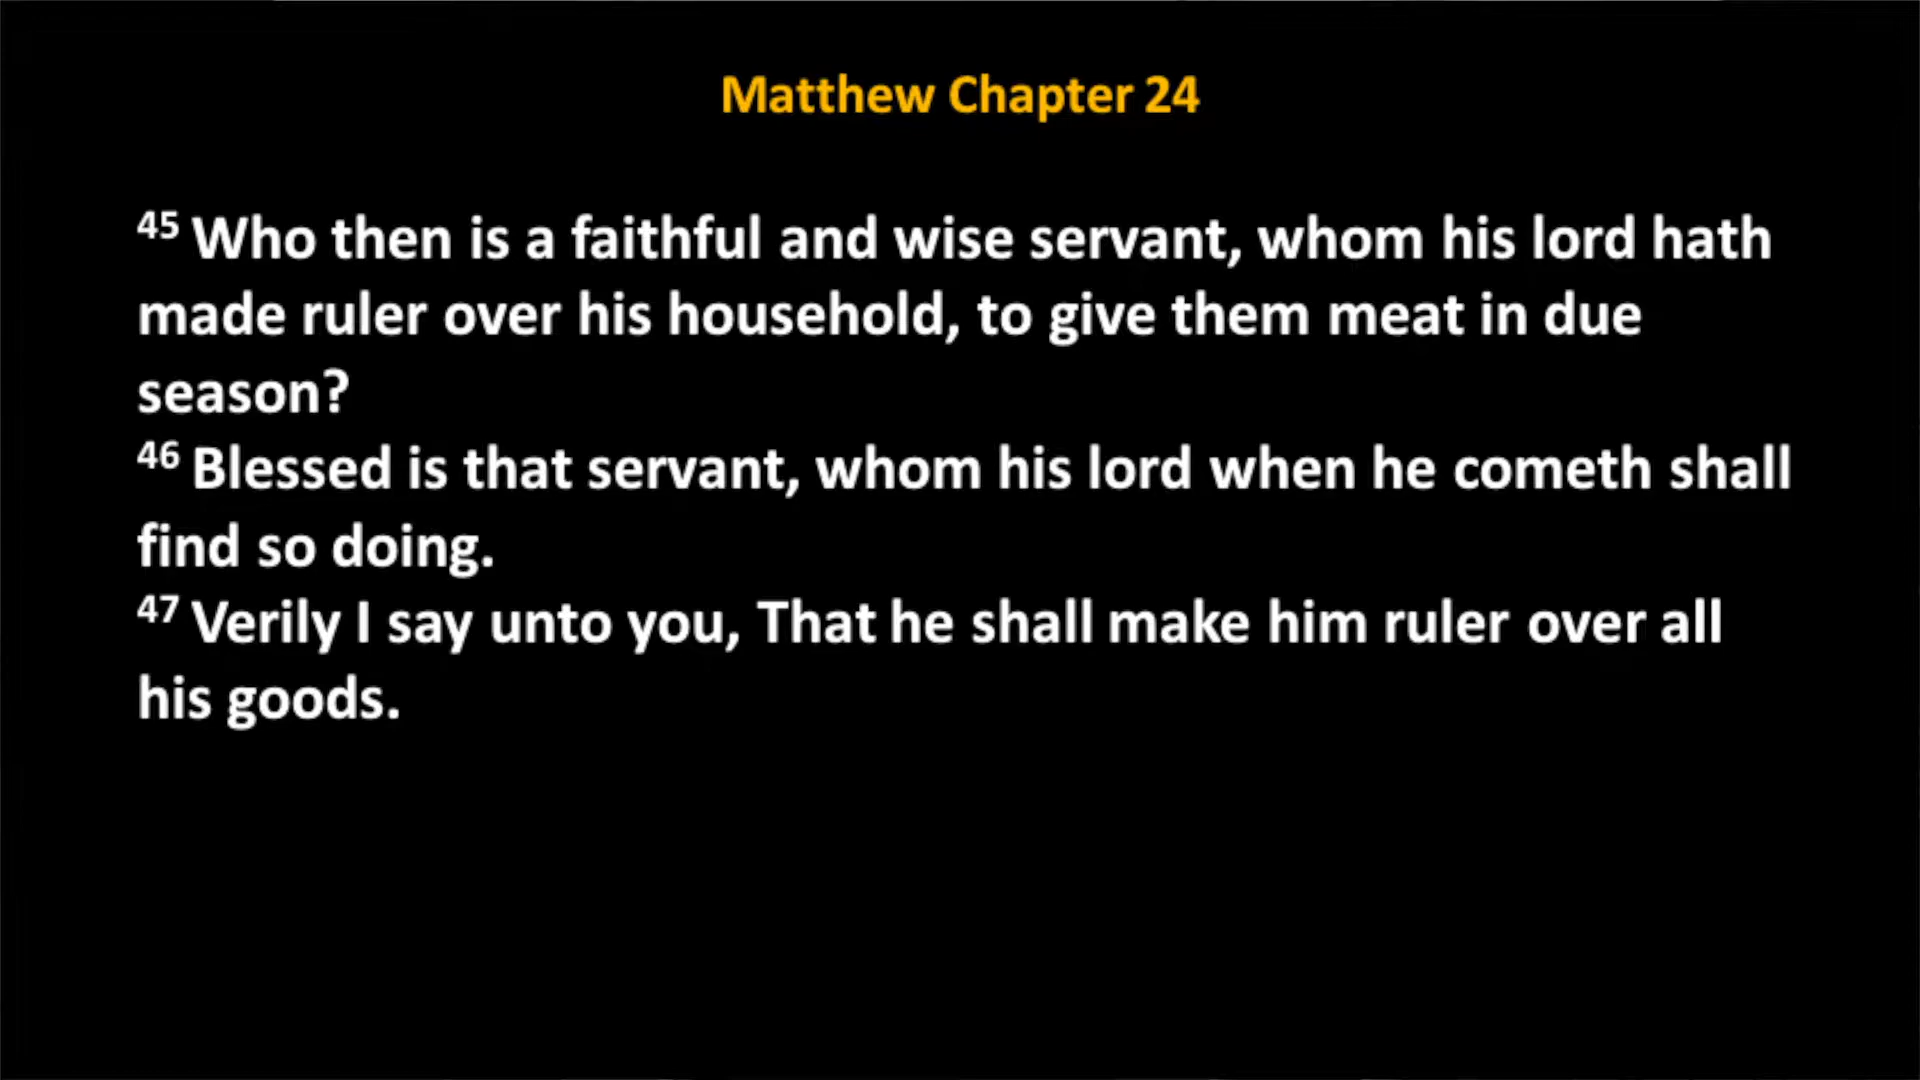 Matthew Chapter 24
45 Who then is a faithful and wise servant, whom his lord hath
made ruler over his household, to give them meat in due
season?
46 Blessed is that servant, whom his lord when he cometh shall
find so doing.
47 Verily I say unto you, That he shall make him ruler over all
his goods.